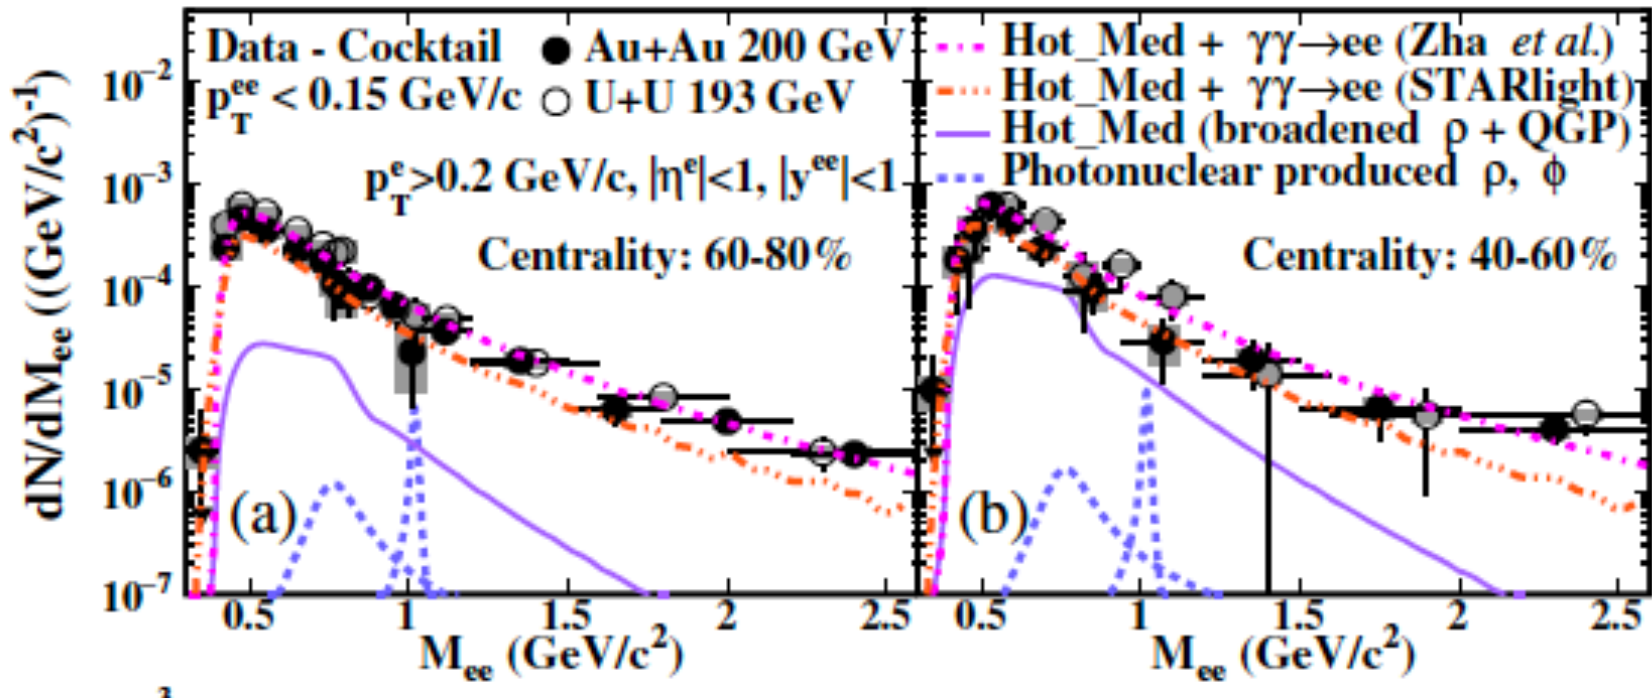 Data - Cocktail ● Au+Au 200 GeV
p_T^ee < 0.15 GeV/c ○ U+U 193 GeV
p_T^e>0.2 GeV/c, |η^e|<1, |y^ee|<1
Centrality: 60-80%
(a)
Hot_Med + γγ→ee (Zha et al.)
Hot_Med + γγ→ee (STARlight)
Hot_Med (broadened ρ + QGP)
Photonuclear produced ρ, ϕ
Centrality: 40-60%
(b)
dN/dM_ee ((GeV/c²)⁻¹)
10⁻²
10⁻³
10⁻⁴
10⁻⁵
10⁻⁶
10⁻⁷
0.5 1 1.5 2 2.5
0.5 1 1.5 2 2.5
M_ee (GeV/c²)
M_ee (GeV/c²)
3